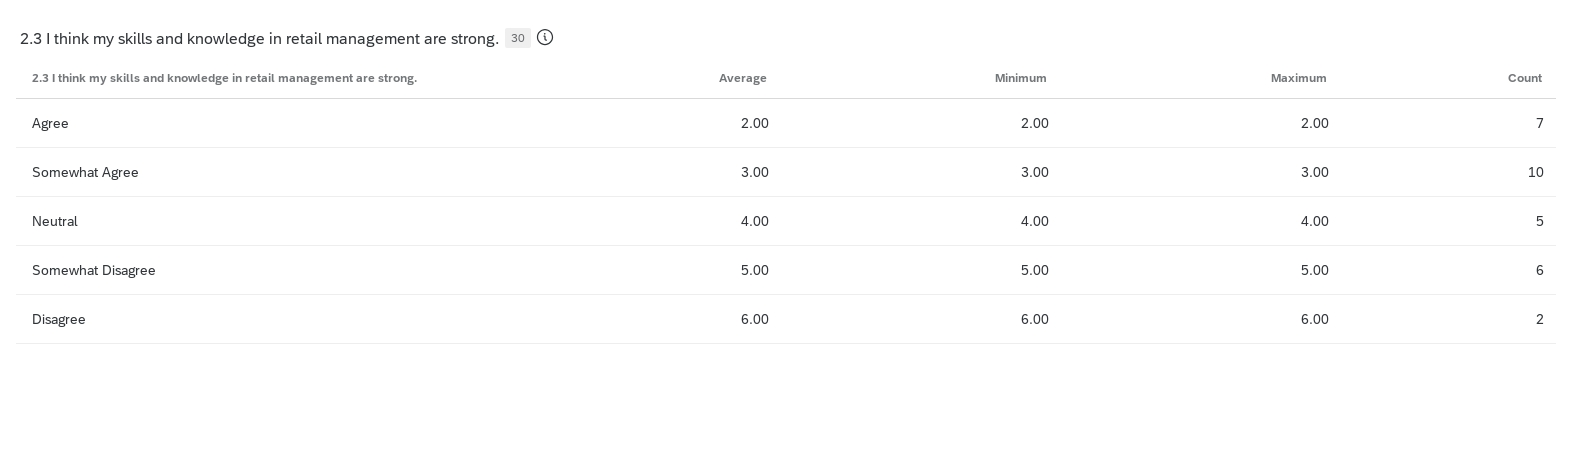 2.3 I think my skills and knowledge in retail management are strong. 30
2.3 I think my skills and knowledge in retail management are strong. Average Minimum Maximum Count
Agree 2.00 2.00 2.00 7
Somewhat Agree 3.00 3.00 3.00 10
Neutral 4.00 4.00 4.00 5
Somewhat Disagree 5.00 5.00 5.00 6
Disagree 6.00 6.00 6.00 2